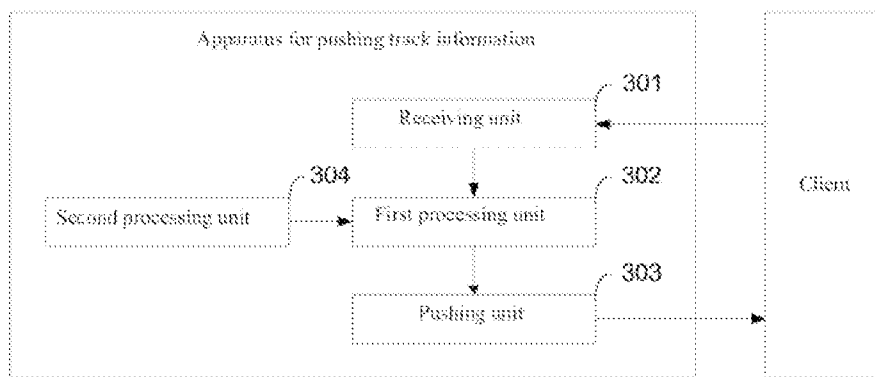 Apparatus for pushing track information
301
Receiving unit
304
302
Second processing unit
First processing unit
Client
303
Pushing unit